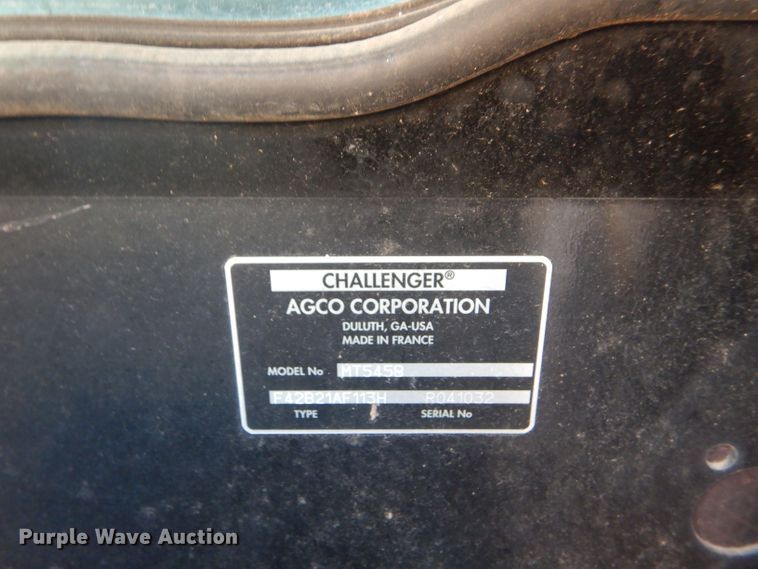 CHALLENGER®
AGCO CORPORATION
DULUTH, GA-USA
MADE IN FRANCE
MODEL No MT545B
F42B21AF113H R041032
TYPE SERIAL No
Purple Wave Auction